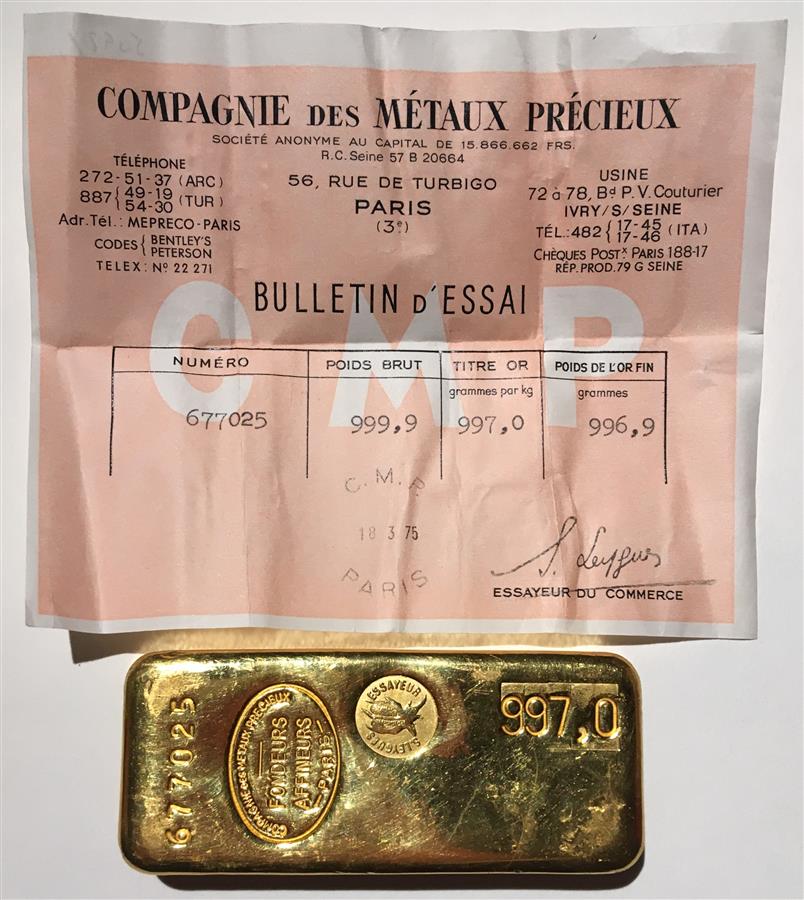 COMPAGNIE DES MÉTAUX PRÉCIEUX
SOCIÉTÉ ANONYME AU CAPITAL DE 15.866.662 FRS.
R.C. Seine 57 B 20664
TÉLÉPHONE
272-51-37 (ARC)
887 { 49-19 (TUR)
54-30
Adr. Tél.: MEPRECO-PARIS
CODES { BENTLEY'S
PETERSON
TELEX: Nº 22 271
56, RUE DE TURBIGO
PARIS
(3e)
USINE
72 à 78, Bd P.V. Couturier
IVRY/S/SEINE
TÉL.: 482 { 17-45 (ITA)
17-46
CHÈQUES POSTx PARIS 188-17
RÉP. PROD. 79 G SEINE
BULLETIN D'ESSAI
CMP
NUMÉRO POIDS BRUT TITRE OR POIDS DE L'OR FIN
grammes par kg grammes
677025 999,9 997,0 996,9
C.M.P.
18 3 75
PARIS
S. Leygues
ESSAYEUR DU COMMERCE
677025
COMPAGNIE DES METAUX PRECIEUX
FONDEURS
AFFINEURS
PARIS
ESSAYEUR
S.LEYGUES
997,0